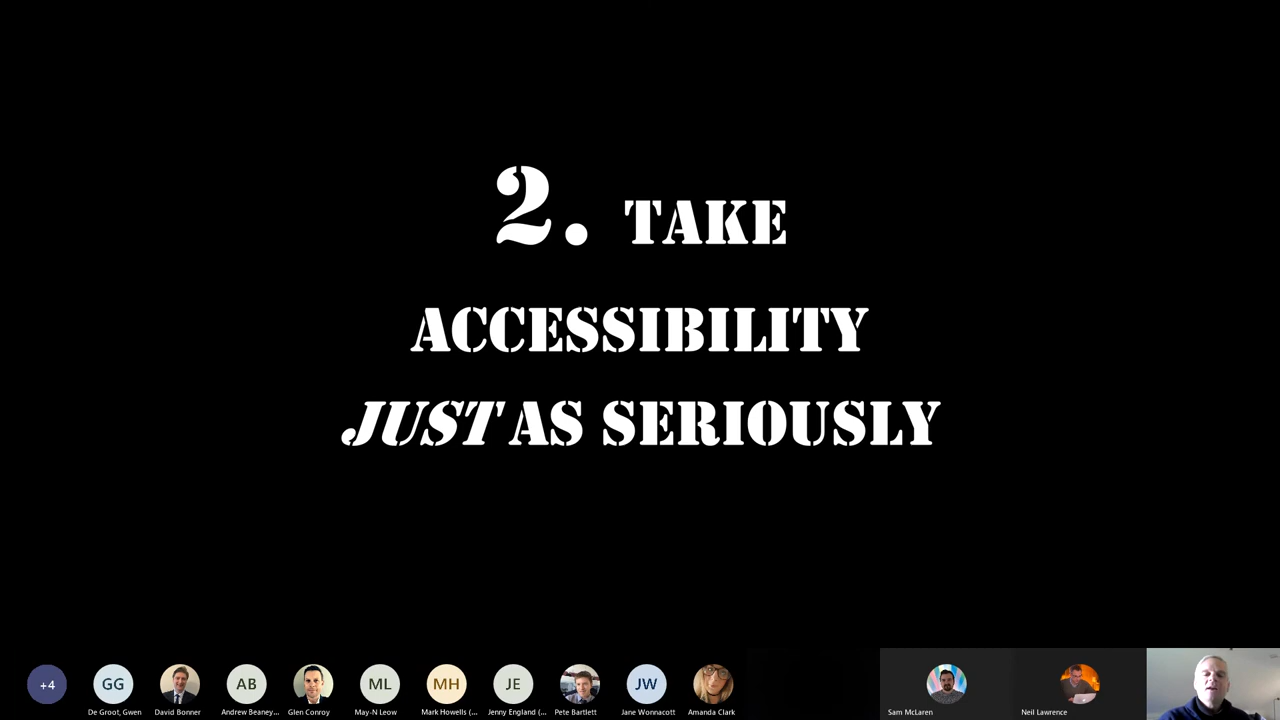 2. TAKE
ACCESSIBILITY
JUST AS SERIOUSLY
+4
GG
AB
ML
MH
JE
JW
De Groot, Gwen
David Bonner
Andrew Beaney...
Glen Conroy
May-N Leow
Mark Howells (...
Jenny England (...
Pete Bartlett
Jane Wonnacott
Amanda Clark
Sam McLaren
Neil Lawrence